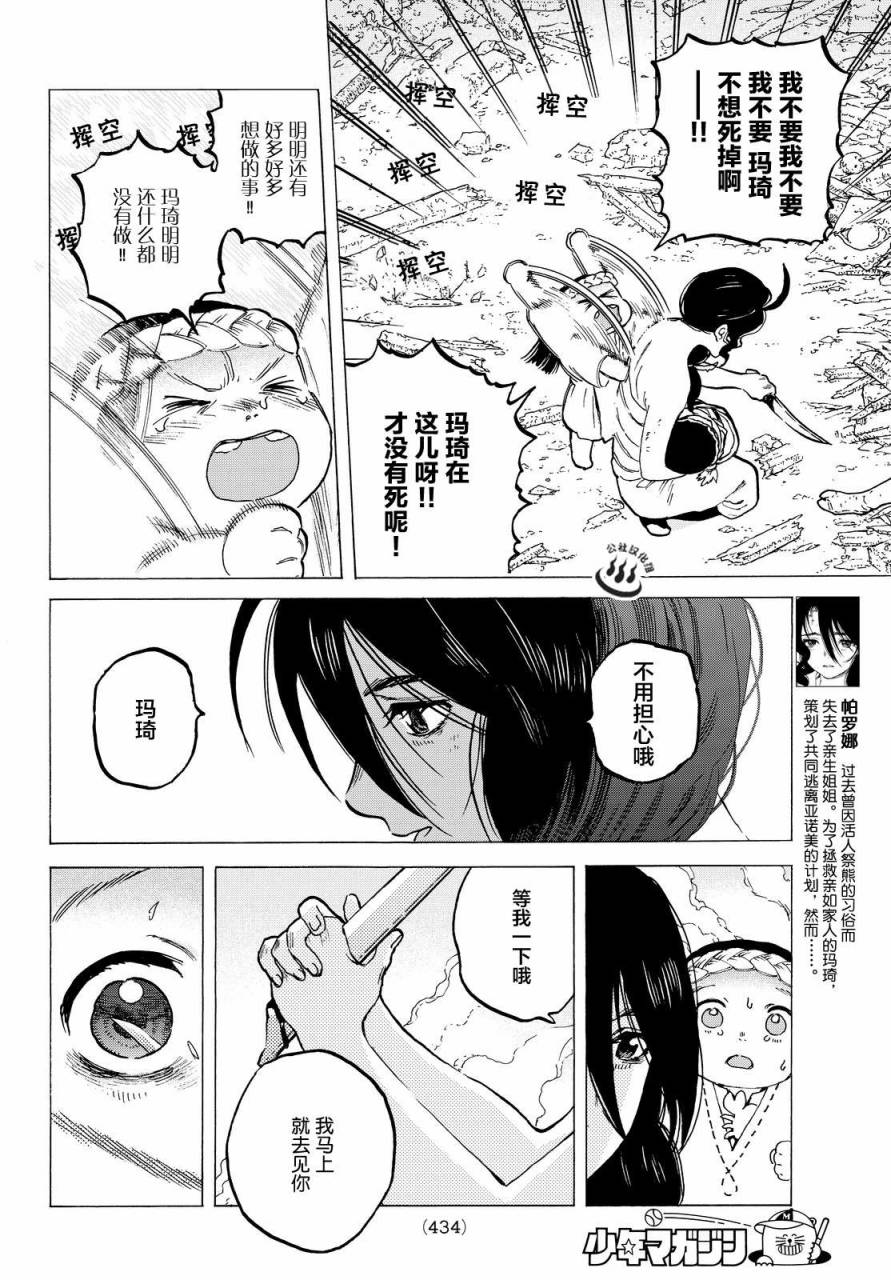 我不要我不要
我不要 玛琦
不想死掉啊
——!!
挥空
挥空
挥空
挥空
挥空
玛琦在
这儿呀!!
才没有死呢！
明明还有
好多好多
想做的事!!
挥空
挥空
挥空
玛琦明明
还什么都
没有做!!
公社汉化组
不用担心哦
玛琦
帕罗娜 过去曾因活人祭熊的习俗而
失去了亲生姐姐。为了拯救亲如家人的玛琦，
策划了共同逃离亚诺美的计划，然而……。
等我一下哦
我马上
就去见你
(434)
少年マガジン
M